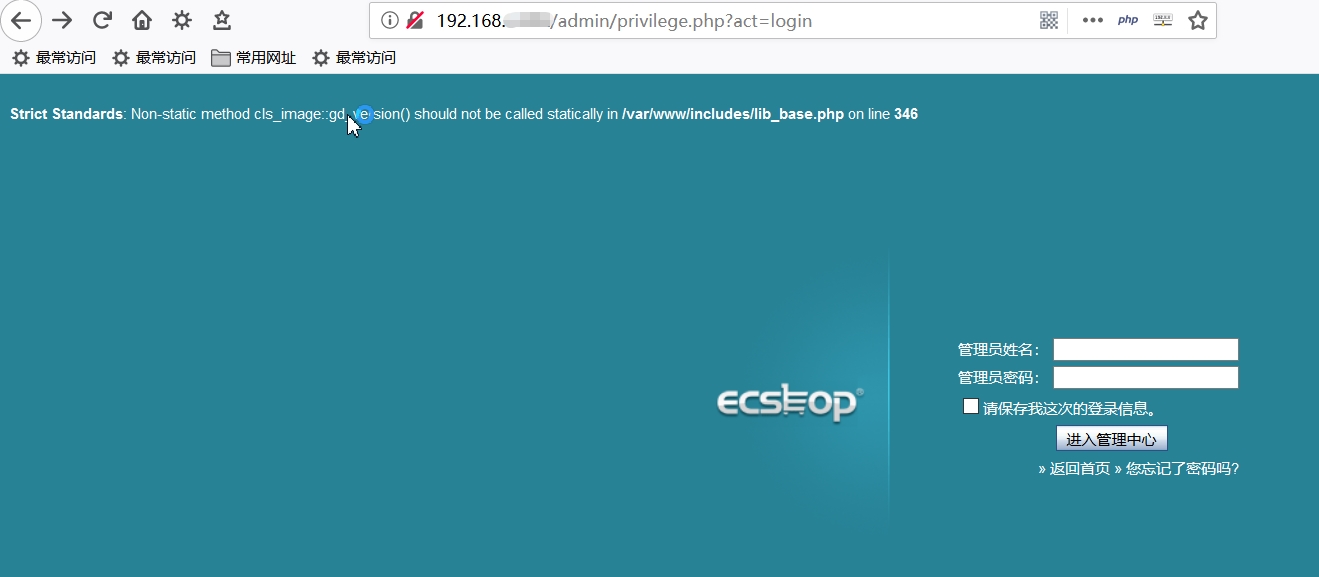 192.168. /admin/privilege.php?act=login
php
最常访问 最常访问 常用网址 最常访问
Strict Standards: Non-static method cls_image::gd_version() should not be called statically in /var/www/includes/lib_base.php on line 346
管理员姓名：
管理员密码：
ecshop®
请保存我这次的登录信息。
进入管理中心
» 返回首页 » 您忘记了密码吗?